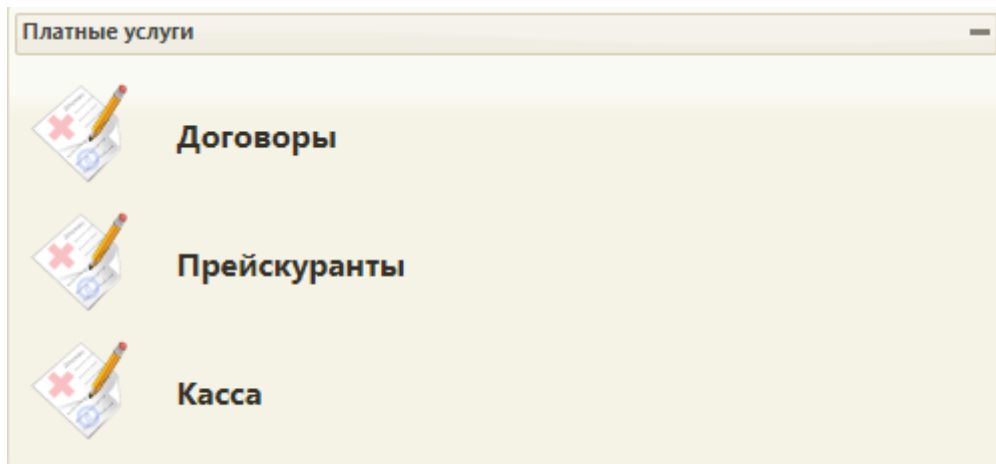 Платные услуги
Договоры
Прейскуранты
Касса